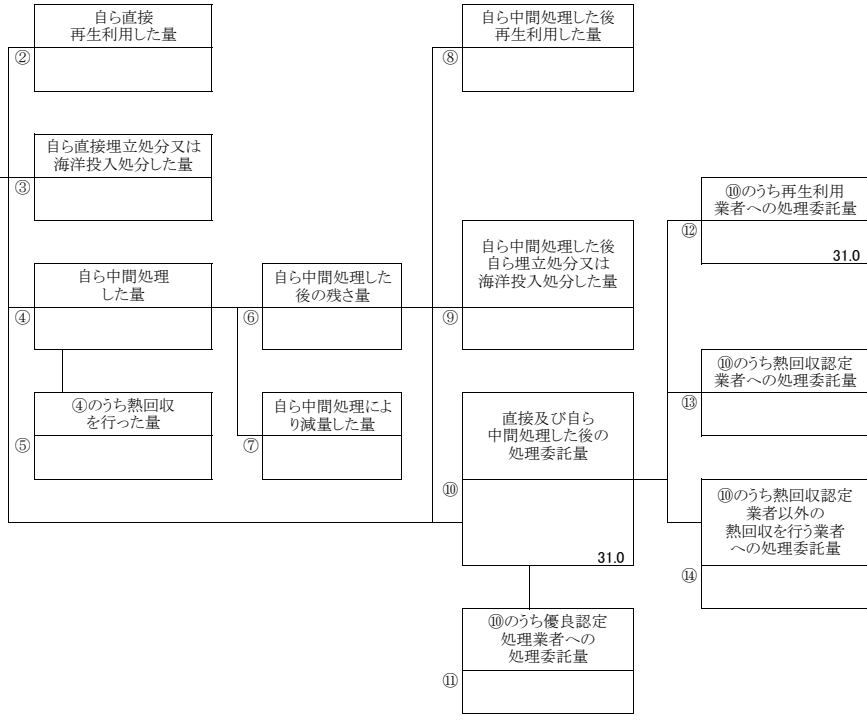 自ら直接
再生利用した量
②
自ら直接埋立処分又は
海洋投入処分した量
③
自ら中間処理
した量
④
④のうち熱回収
を行った量
⑤
自ら中間処理した
後の残さ量
⑥
自ら中間処理によ
り減量した量
⑦
自ら中間処理した後
再生利用した量
⑧
自ら中間処理した後
自ら埋立処分又は
海洋投入処分した量
⑨
直接及び自ら
中間処理した後の
処理委託量
⑩
31.0
⑩のうち優良認定
処理業者への
処理委託量
⑪
⑩のうち再生利用
業者への処理委託量
⑫
31.0
⑩のうち熱回収認定
業者への処理委託量
⑬
⑩のうち熱回収認定
業者以外の
熱回収を行う業者
への処理委託量
⑭